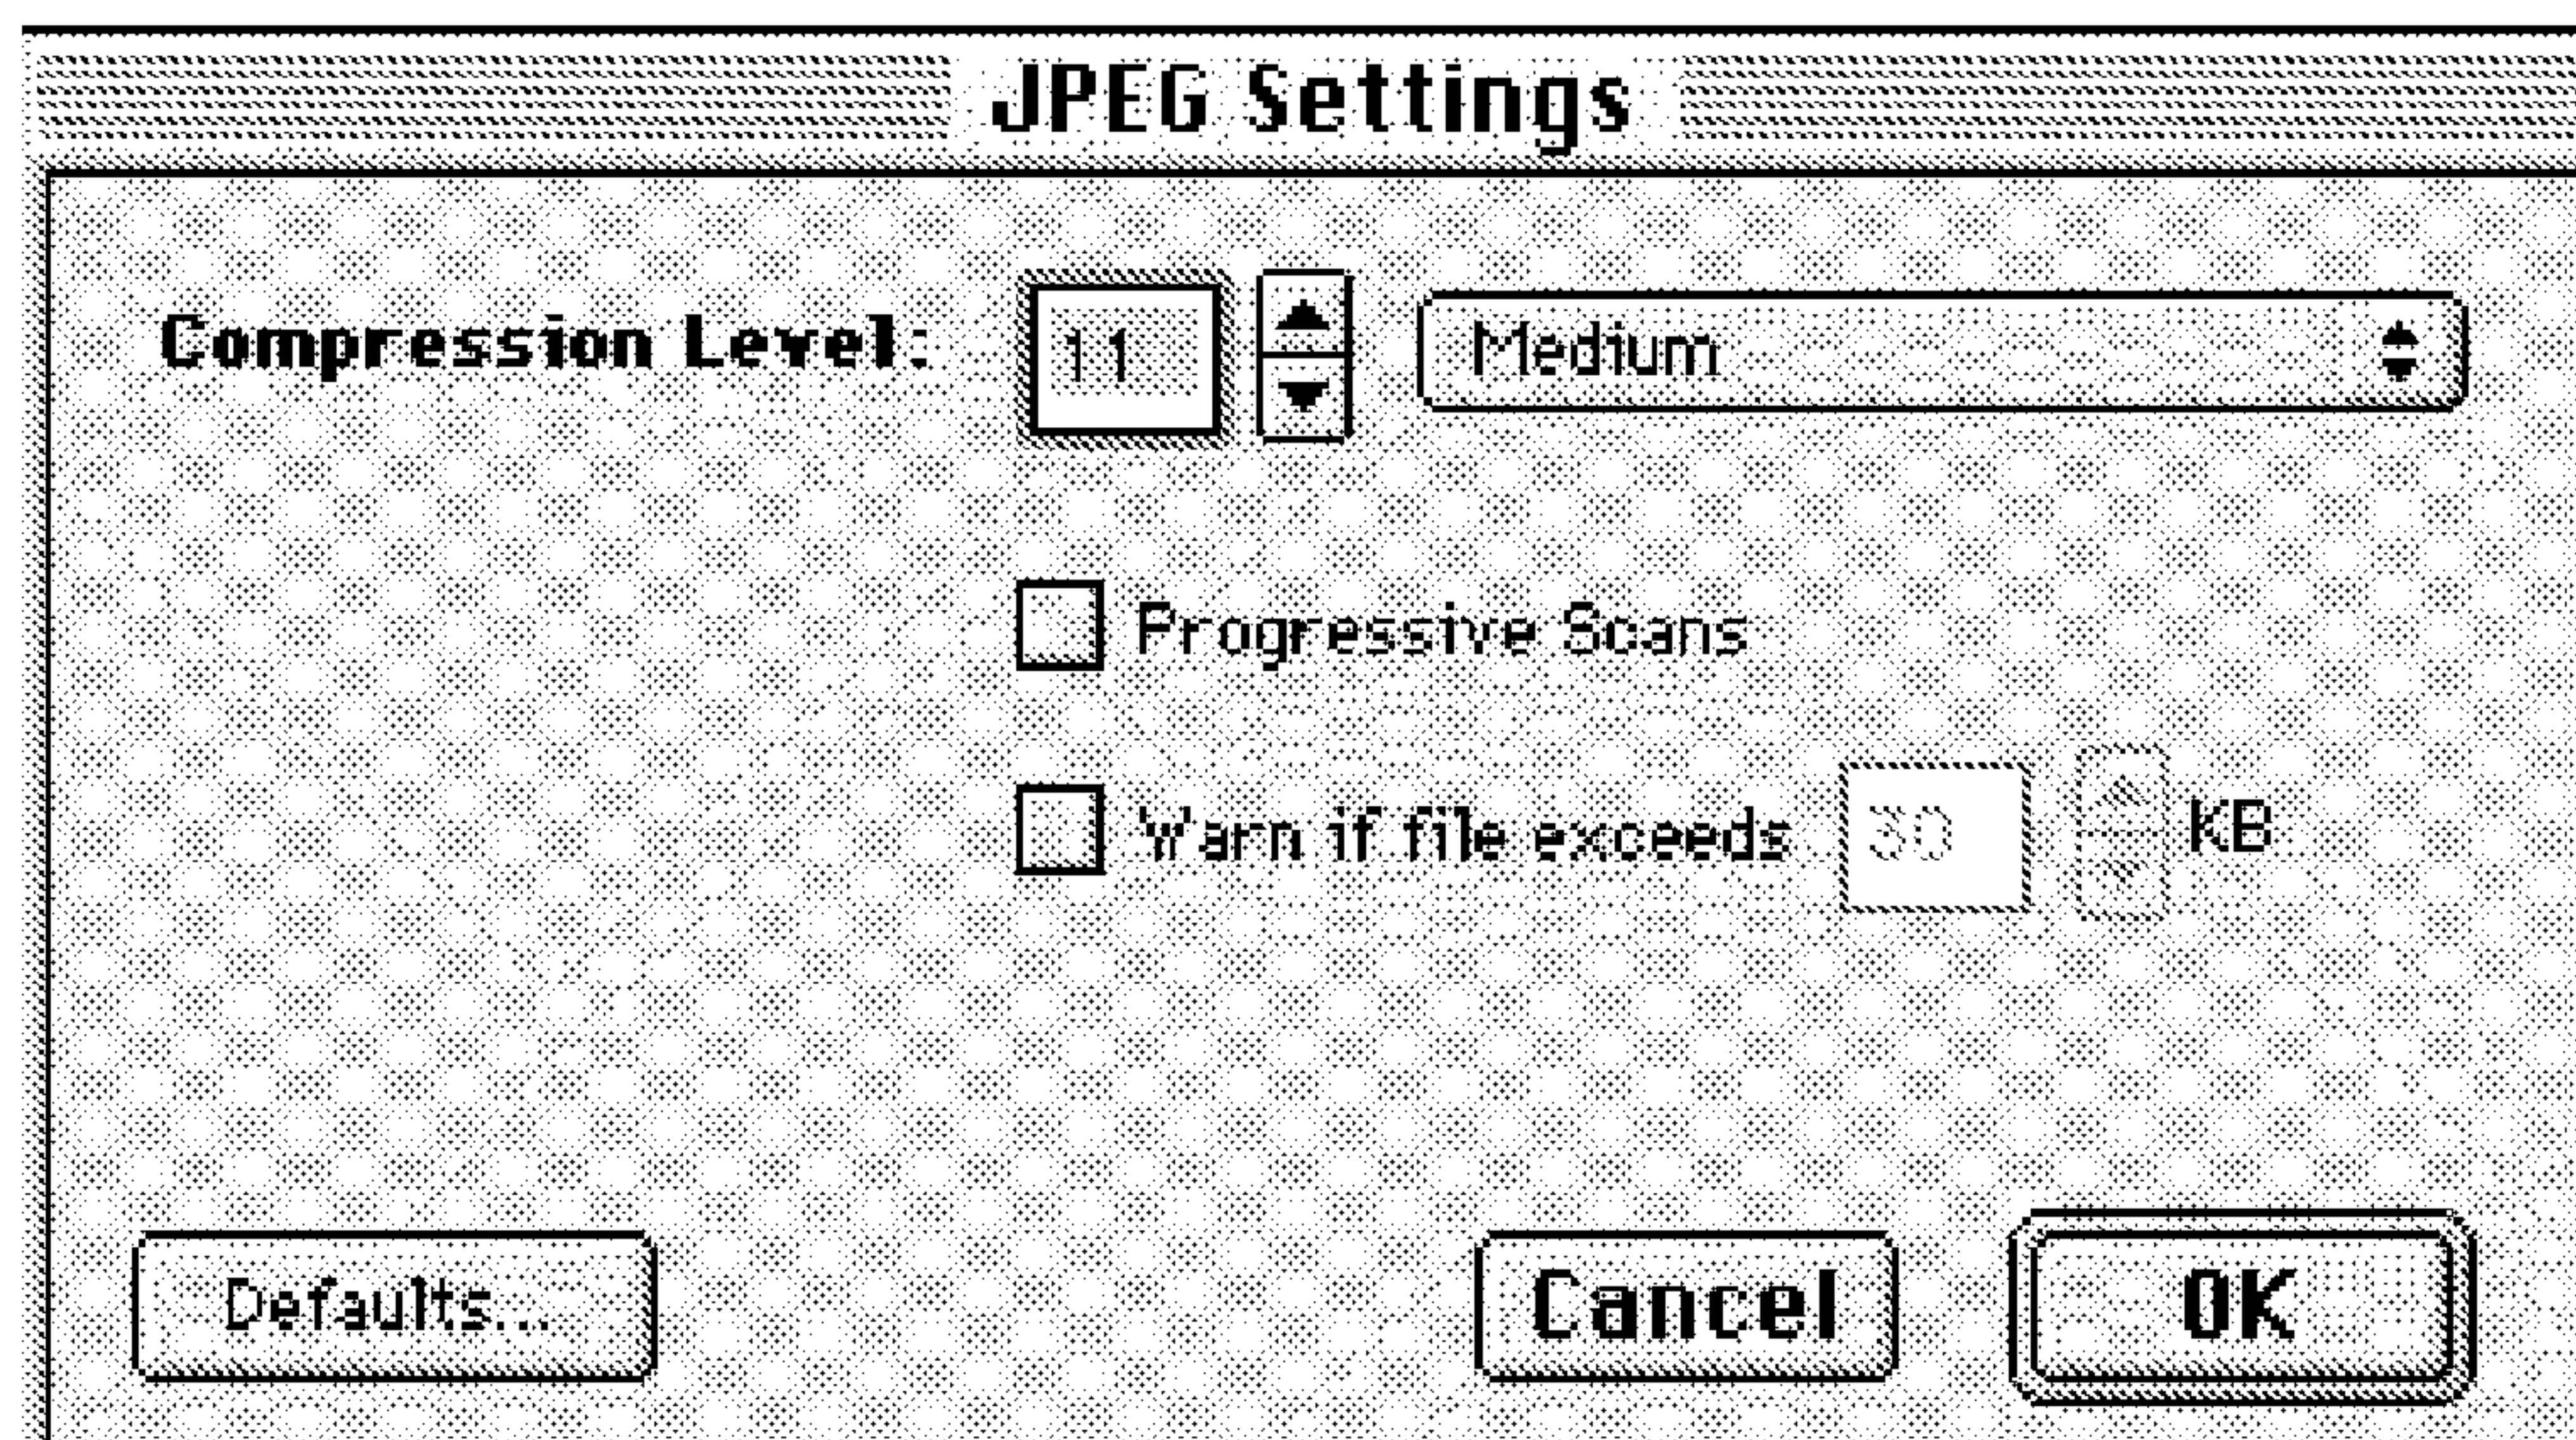 JPEG Settings
Compression Level: 11 Medium
Progressive Scans
Warn if file exceeds 30 KB
Defaults... Cancel OK